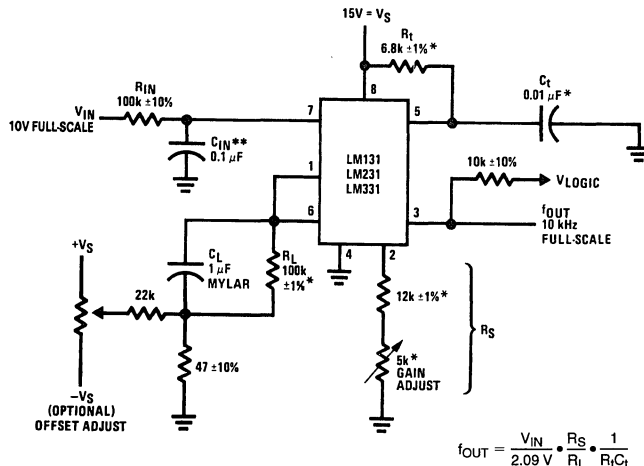 15V = VS
Rt
6.8k ±1%*
8
RIN
100k ±10%
VIN
10V FULL-SCALE
7
5
Ct
0.01 µF*
CIN**
0.1 µF
LM131
LM231
LM331
1
10k ±10%
VLOGIC
6
3
fOUT
10 kHz
FULL-SCALE
4
2
+VS
CL
1 µF
MYLAR
RL
100k
±1%*
22k
12k ±1%*
RS
47 ±10%
5k*
GAIN
ADJUST
–VS
(OPTIONAL)
OFFSET ADJUST
fOUT = VIN/2.09 V • RS/RL • 1/RtCt